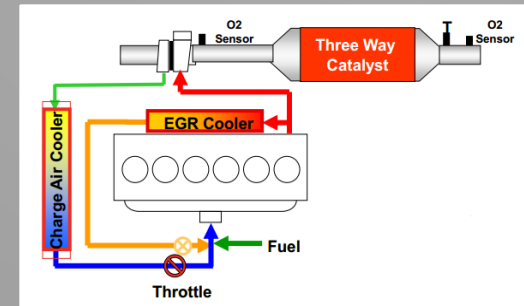 O2
Sensor
T
O2
Sensor
Three Way
Catalyst
EGR Cooler
Charge Air Cooler
Fuel
Throttle